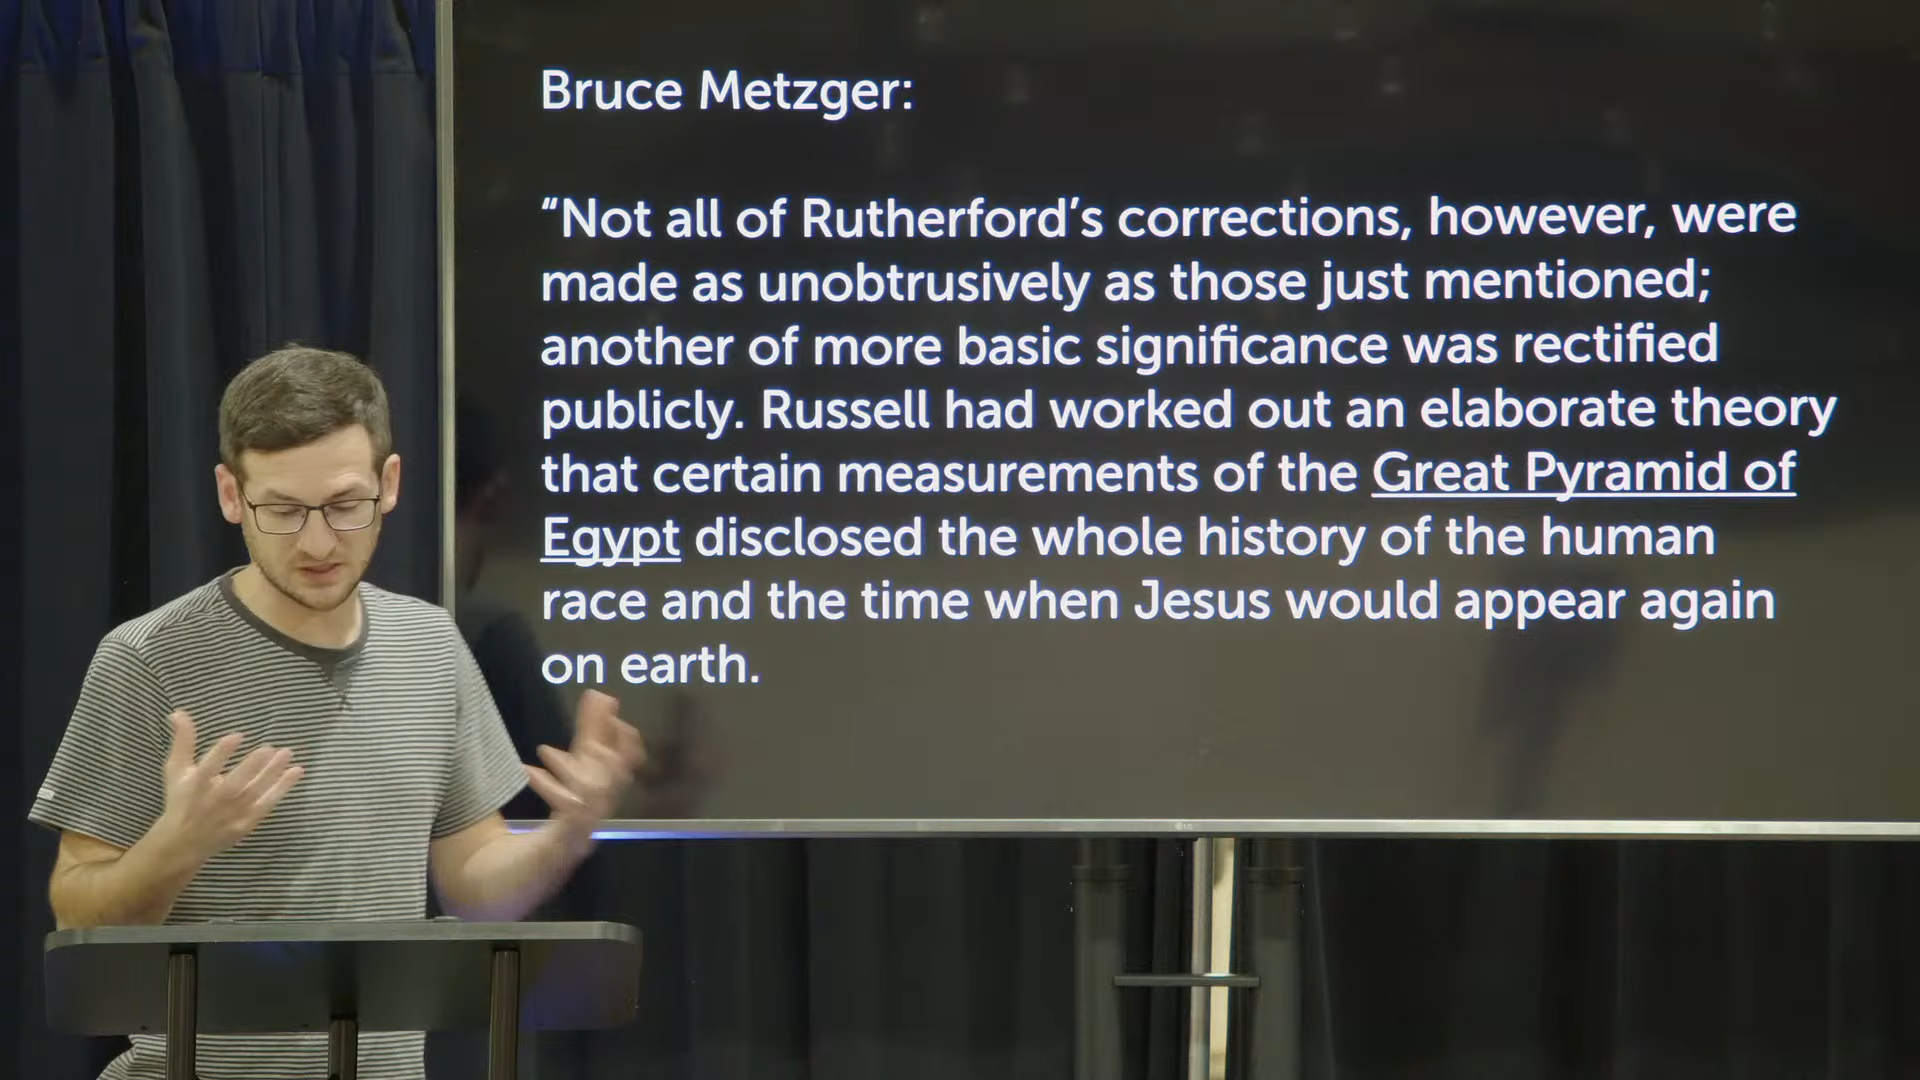 Bruce Metzger:
“Not all of Rutherford’s corrections, however, were
made as unobtrusively as those just mentioned;
another of more basic significance was rectified
publicly. Russell had worked out an elaborate theory
that certain measurements of the Great Pyramid of
Egypt disclosed the whole history of the human
race and the time when Jesus would appear again
on earth.
LG